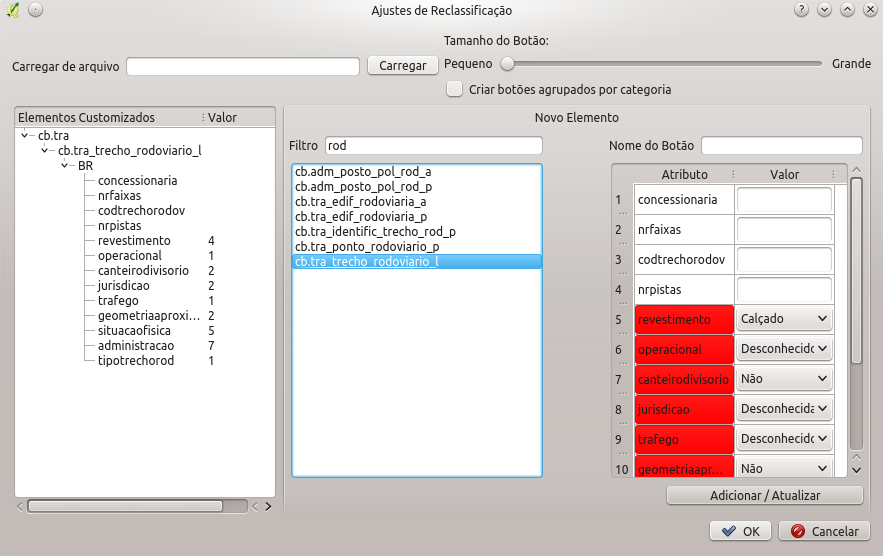 Ajustes de Reclassificação
Tamanho do Botão:
Carregar de arquivo
Carregar
Pequeno
Grande
Criar botões agrupados por categoria
Elementos Customizados
Valor
cb.tra
cb.tra_trecho_rodoviario_l
BR
concessionaria
nrfaixas
codtrechorodov
nrpistas
revestimento 4
operacional 1
canteirodivisorio 2
jurisdicao 2
trafego 1
geometriaaproxi... 2
situacaofisica 5
administracao 7
tipotrechorod 1
Novo Elemento
Filtro
rod
cb.adm_posto_pol_rod_a
cb.adm_posto_pol_rod_p
cb.tra_edif_rodoviaria_a
cb.tra_edif_rodoviaria_p
cb.tra_identific_trecho_rod_p
cb.tra_ponto_rodoviario_p
cb.tra_trecho_rodoviario_l
Nome do Botão
Atributo Valor
1 concessionaria
2 nrfaixas
3 codtrechorodov
4 nrpistas
5 revestimento Calçado
6 operacional Desconhecido
7 canteirodivisorio Não
8 jurisdicao Desconhecida
9 trafego Desconhecido
10 geometriaapr... Não
Adicionar / Atualizar
OK
Cancelar